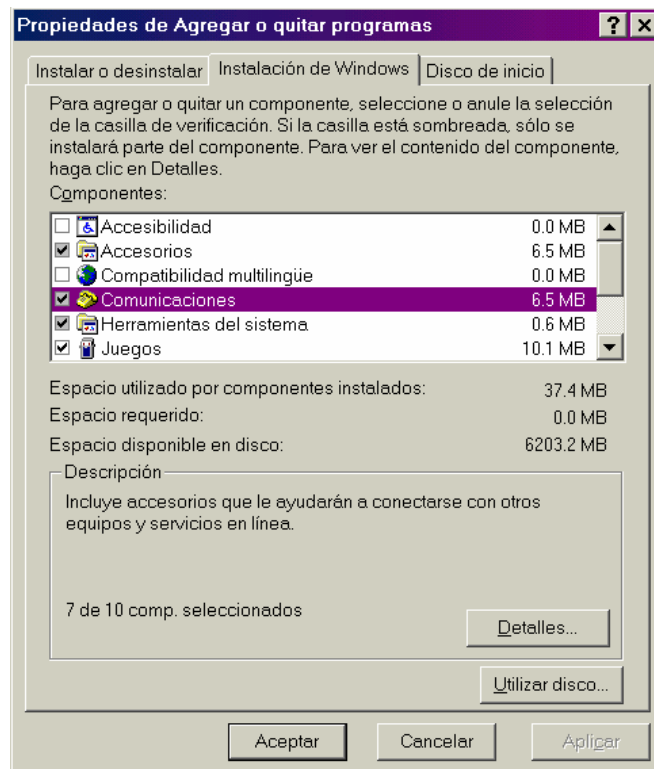 Propiedades de Agregar o quitar programas
Instalar o desinstalar Instalación de Windows Disco de inicio
Para agregar o quitar un componente, seleccione o anule la selección
de la casilla de verificación. Si la casilla está sombreada, sólo se
instalará parte del componente. Para ver el contenido del componente,
haga clic en Detalles.
Componentes:
Accesibilidad 0.0 MB
Accesorios 6.5 MB
Compatibilidad multilingüe 0.0 MB
Comunicaciones 6.5 MB
Herramientas del sistema 0.6 MB
Juegos 10.1 MB
Espacio utilizado por componentes instalados: 37.4 MB
Espacio requerido: 0.0 MB
Espacio disponible en disco: 6203.2 MB
Descripción
Incluye accesorios que le ayudarán a conectarse con otros
equipos y servicios en línea.
7 de 10 comp. seleccionados
Detalles...
Utilizar disco...
Aceptar Cancelar Aplicar